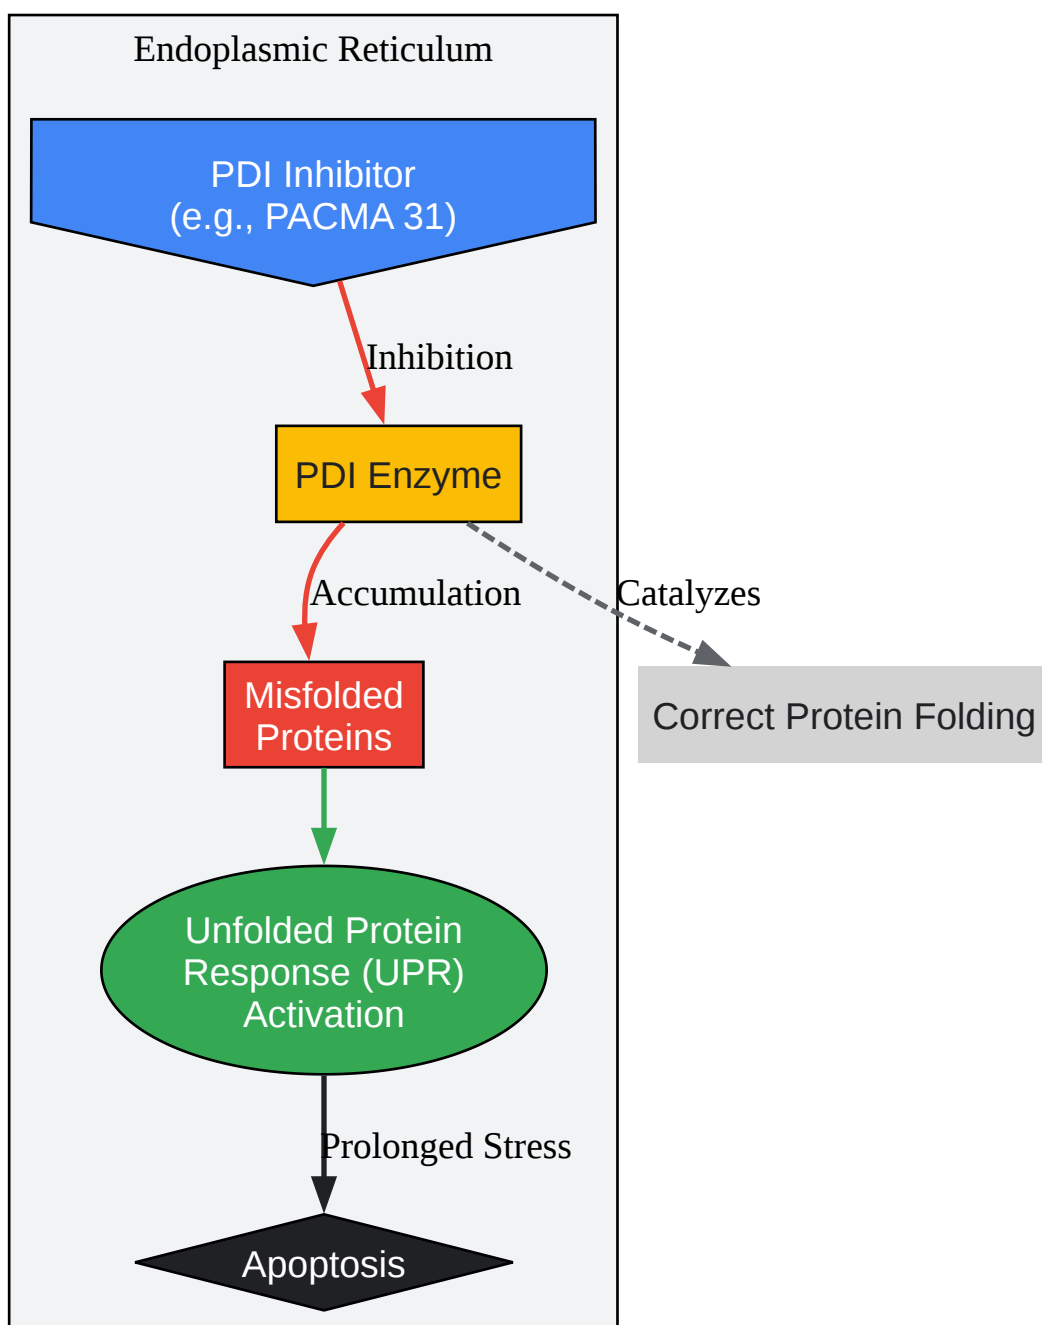 Endoplasmic Reticulum
PDI Inhibitor
(e.g., PACMA 31)
Inhibition
PDI Enzyme
Accumulation
Catalyzes
Misfolded
Proteins
Correct Protein Folding
Unfolded Protein
Response (UPR)
Activation
Prolonged Stress
Apoptosis